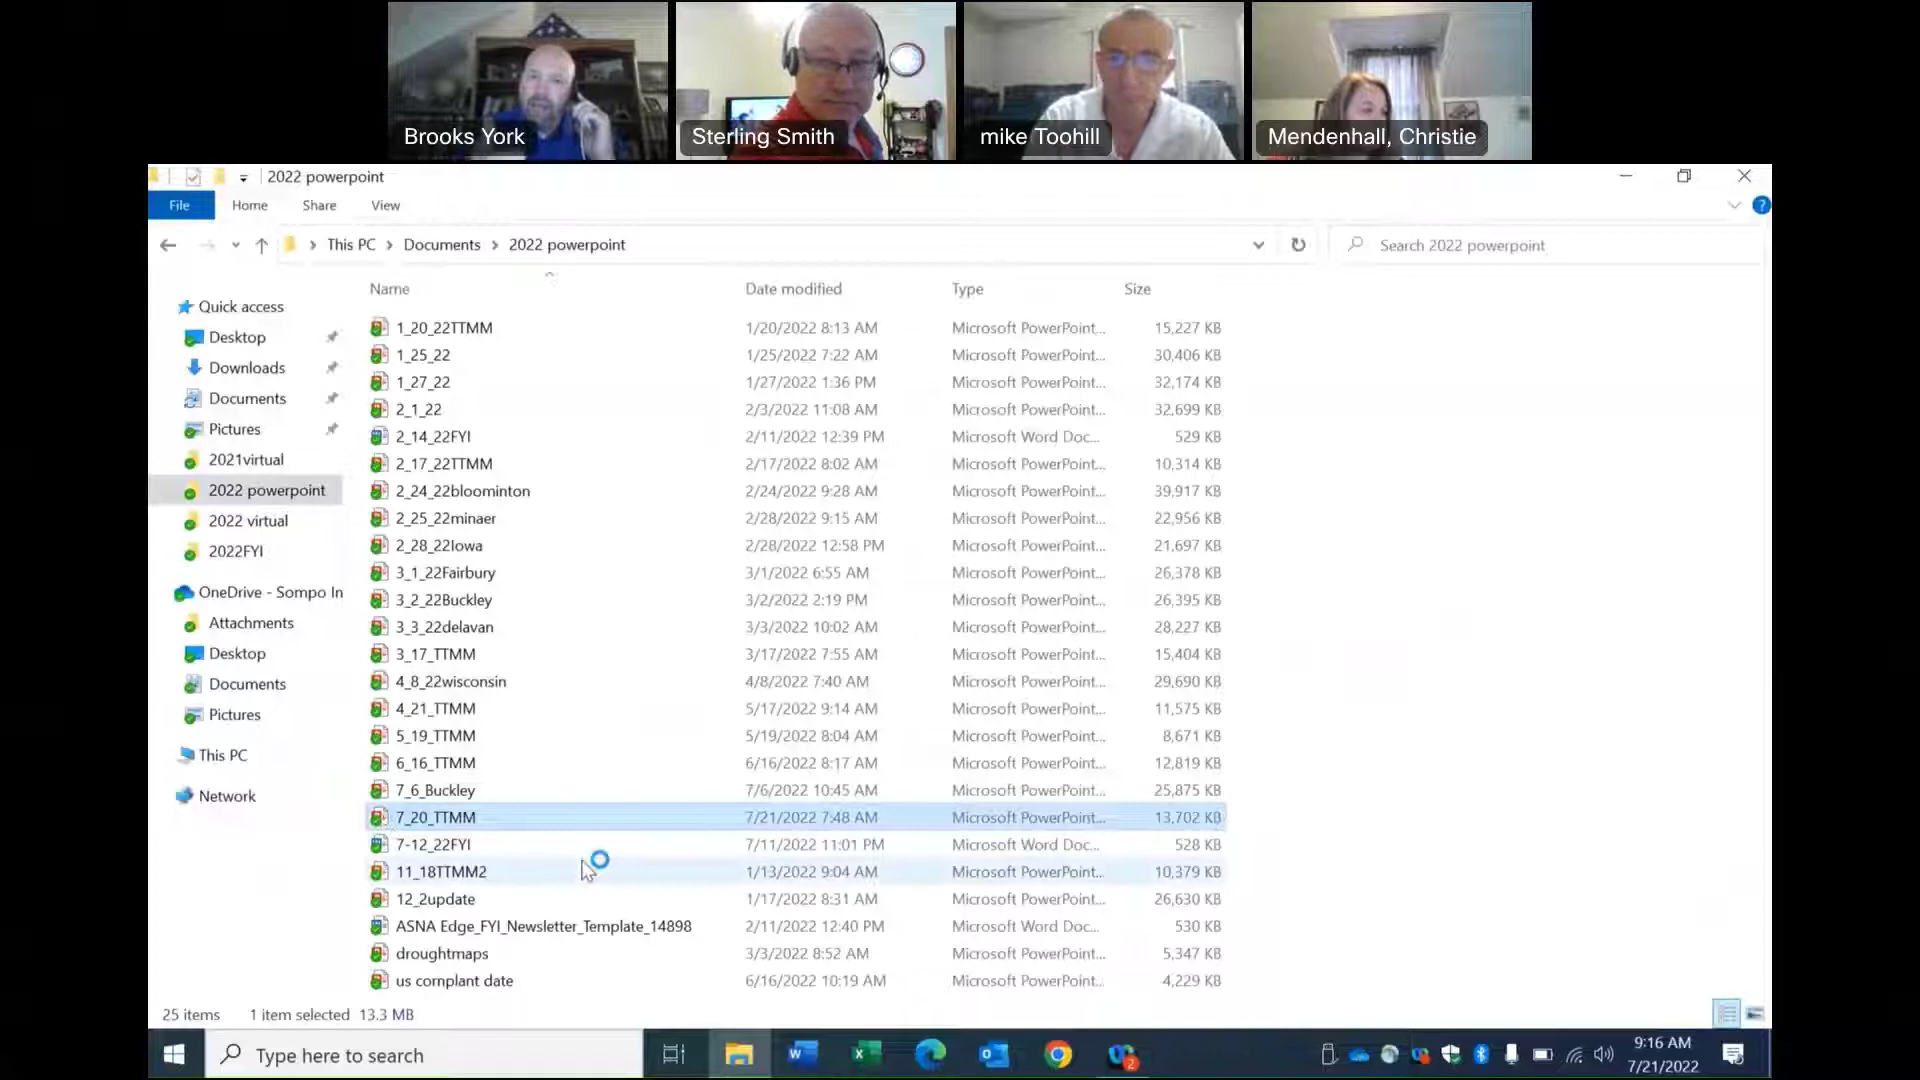 Brooks York
Sterling Smith
mike Toohill
Mendenhall, Christie
2022 powerpoint
File Home Share View
This PC Documents 2022 powerpoint
Search 2022 powerpoint
Name Date modified Type Size
Quick access
Desktop
Downloads
Documents
Pictures
2021virtual
2022 powerpoint
2022 virtual
2022FYI
OneDrive - Sompo In
Attachments
Desktop
Documents
Pictures
This PC
Network
1_20_22TTMM 1/20/2022 8:13 AM Microsoft PowerPoint... 15,227 KB
1_25_22 1/25/2022 7:22 AM Microsoft PowerPoint... 30,406 KB
1_27_22 1/27/2022 1:36 PM Microsoft PowerPoint... 32,174 KB
2_1_22 2/3/2022 11:08 AM Microsoft PowerPoint... 32,699 KB
2_14_22FYI 2/11/2022 12:39 PM Microsoft Word Doc... 529 KB
2_17_22TTMM 2/17/2022 8:02 AM Microsoft PowerPoint... 10,314 KB
2_24_22bloominton 2/24/2022 9:28 AM Microsoft PowerPoint... 39,917 KB
2_25_22minaer 2/28/2022 9:15 AM Microsoft PowerPoint... 22,956 KB
2_28_22Iowa 2/28/2022 12:58 PM Microsoft PowerPoint... 21,697 KB
3_1_22Fairbury 3/1/2022 6:55 AM Microsoft PowerPoint... 26,378 KB
3_2_22Buckley 3/2/2022 2:19 PM Microsoft PowerPoint... 26,395 KB
3_3_22delavan 3/3/2022 10:02 AM Microsoft PowerPoint... 28,227 KB
3_17_TTMM 3/17/2022 7:55 AM Microsoft PowerPoint... 15,404 KB
4_8_22wisconsin 4/8/2022 7:40 AM Microsoft PowerPoint... 29,690 KB
4_21_TTMM 5/17/2022 9:14 AM Microsoft PowerPoint... 11,575 KB
5_19_TTMM 5/19/2022 8:04 AM Microsoft PowerPoint... 8,671 KB
6_16_TTMM 6/16/2022 8:17 AM Microsoft PowerPoint... 12,819 KB
7_6_Buckley 7/6/2022 10:45 AM Microsoft PowerPoint... 25,875 KB
7_20_TTMM 7/21/2022 7:48 AM Microsoft PowerPoint... 13,702 KB
7-12_22FYI 7/11/2022 11:01 PM Microsoft Word Doc... 528 KB
11_18TTMM2 1/13/2022 9:04 AM Microsoft PowerPoint... 10,379 KB
12_2update 1/17/2022 8:31 AM Microsoft PowerPoint... 26,630 KB
ASNA Edge_FYI_Newsletter_Template_14898 2/11/2022 12:40 PM Microsoft Word Doc... 530 KB
droughtmaps 3/3/2022 8:52 AM Microsoft PowerPoint... 5,347 KB
us cornplant date 6/16/2022 10:19 AM Microsoft PowerPoint... 4,229 KB
25 items 1 item selected 13.3 MB
Type here to search
9:16 AM
7/21/2022